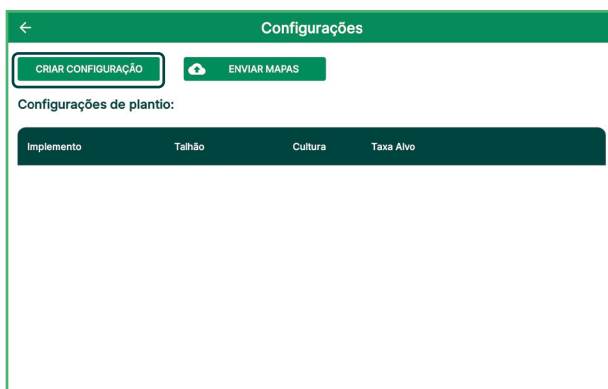 Configurações
CRIAR CONFIGURAÇÃO ENVIAR MAPAS
Configurações de plantio:
Implemento Talhão Cultura Taxa Alvo